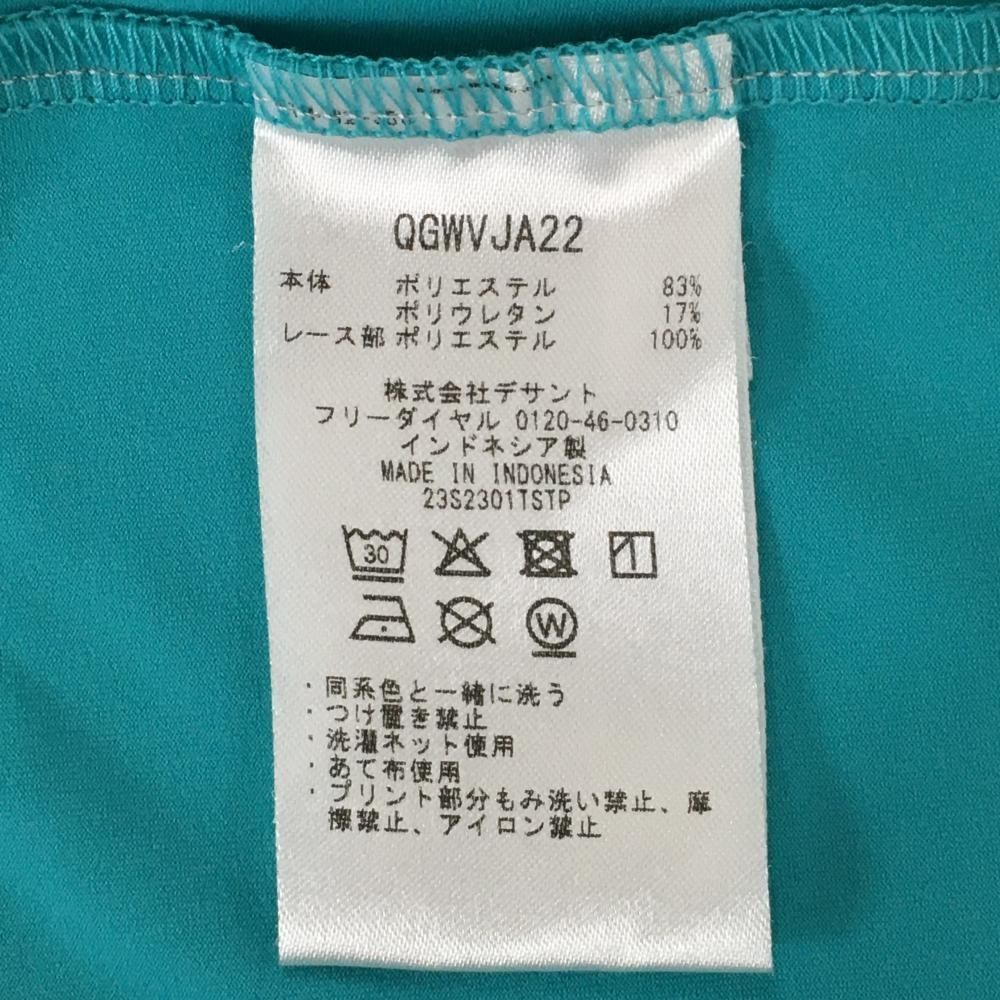 QGWVJA22
本体 ポリエステル 83%
ポリウレタン 17%
レース部 ポリエステル 100%
株式会社デサント
フリーダイヤル 0120-46-0310
インドネシア製
MADE IN INDONESIA
23S2301TSTP
30
W
・同系色と一緒に洗う
・つけ置き禁止
・洗濯ネット使用
・あて布使用
・プリント部分もみ洗い禁止、摩
擦禁止、アイロン禁止